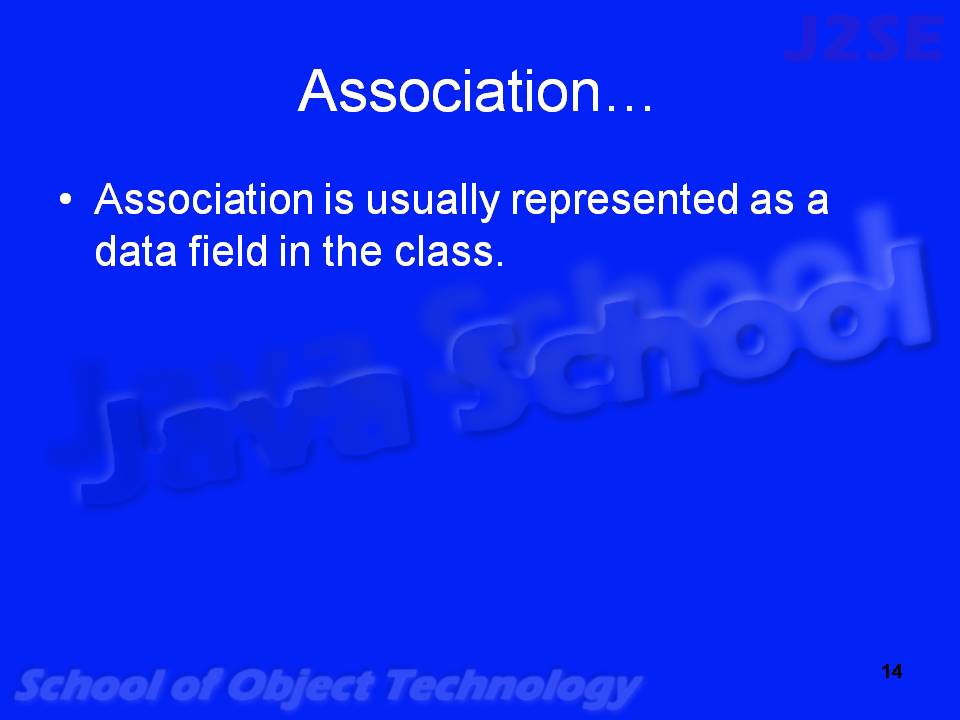 J2SE
Association…
• Association is usually represented as a
data field in the class.
Java School
School of Object Technology
14